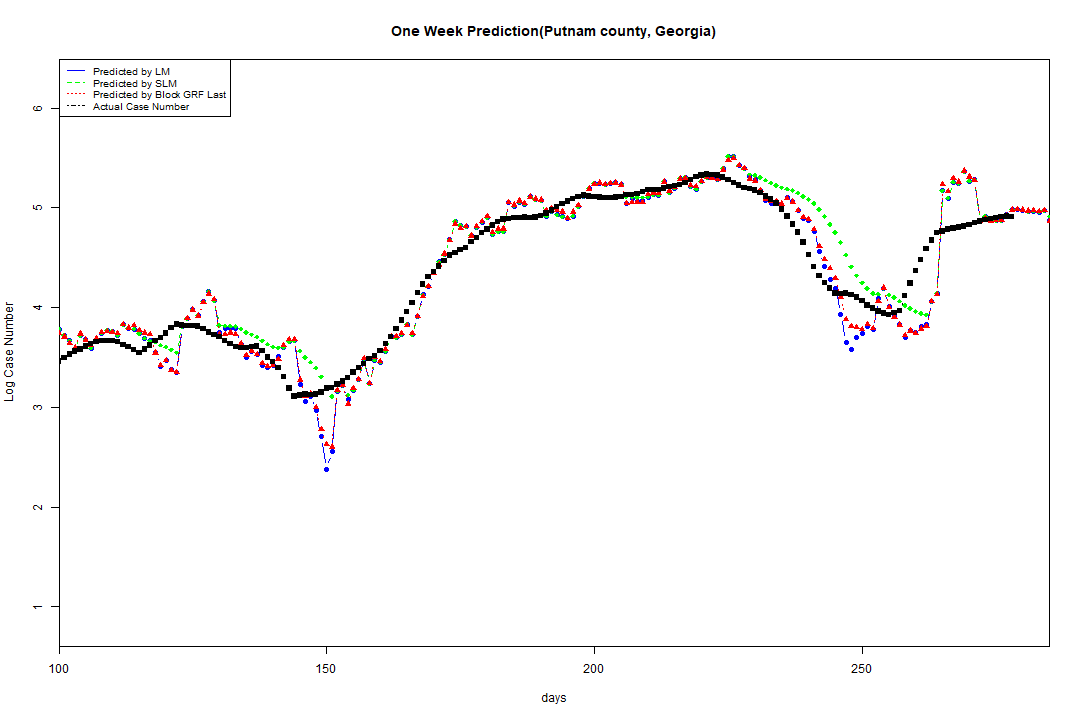 One Week Prediction(Putnam county, Georgia)
Predicted by LM
Predicted by SLM
Predicted by Block GRF Last
Actual Case Number
6
5
4
3
2
1
Log Case Number
100 150 200 250
days